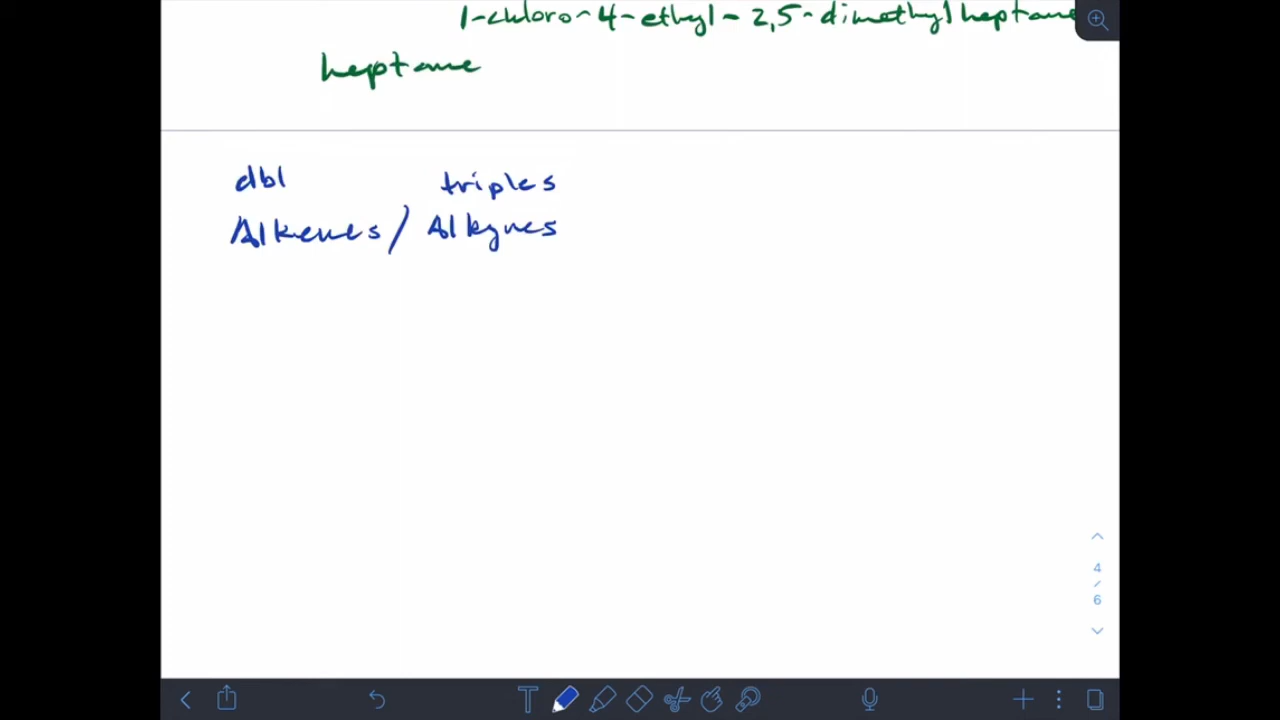 1-chloro-4-ethyl-2,5-dimethylheptane
heptane
dbl triples
Alkenes/Alkynes
4
/
6
T